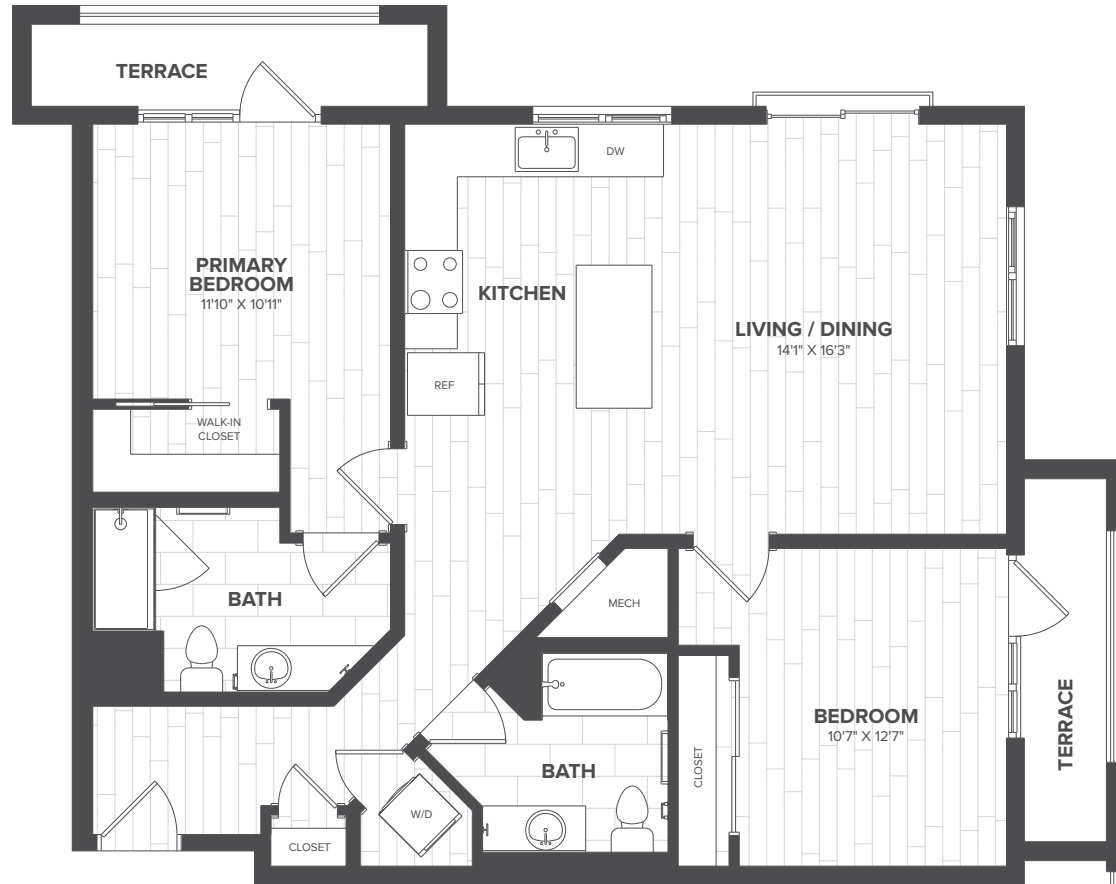 TERRACE
DW
PRIMARY
BEDROOM
11'10" X 10'11"
KITCHEN
LIVING / DINING
14'1" X 16'3"
REF
WALK-IN
CLOSET
BATH
MECH
BEDROOM
10'7" X 12'7"
TERRACE
CLOSET
BATH
W/D
CLOSET